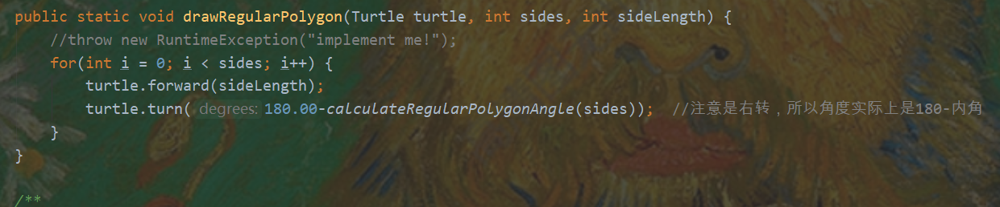 public static void drawRegularPolygon(Turtle turtle, int sides, int sideLength) {
    //throw new RuntimeException("implement me!");
    for(int i = 0; i < sides; i++) {
        turtle.forward(sideLength);
        turtle.turn( degrees: 180.00-calculateRegularPolygonAngle(sides));  //注意是右转，所以角度实际上是180-内角
    }
}
/**